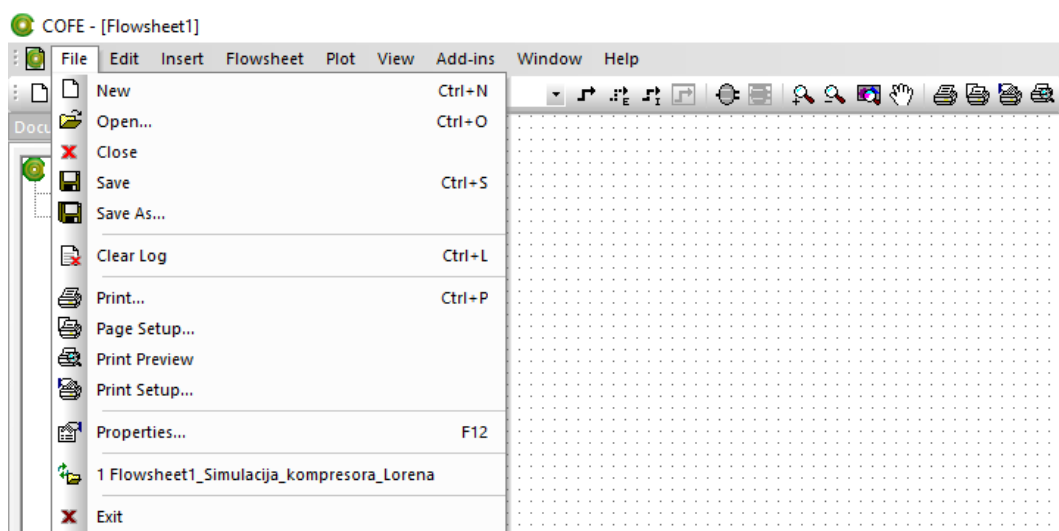 COFE - [Flowsheet1]
File Edit Insert Flowsheet Plot View Add-ins Window Help
New Ctrl+N
Docu
Open... Ctrl+O
Close
Save Ctrl+S
Save As...
Clear Log Ctrl+L
Print... Ctrl+P
Page Setup...
Print Preview
Print Setup...
Properties... F12
1 Flowsheet1_Simulacija_kompresora_Lorena
Exit